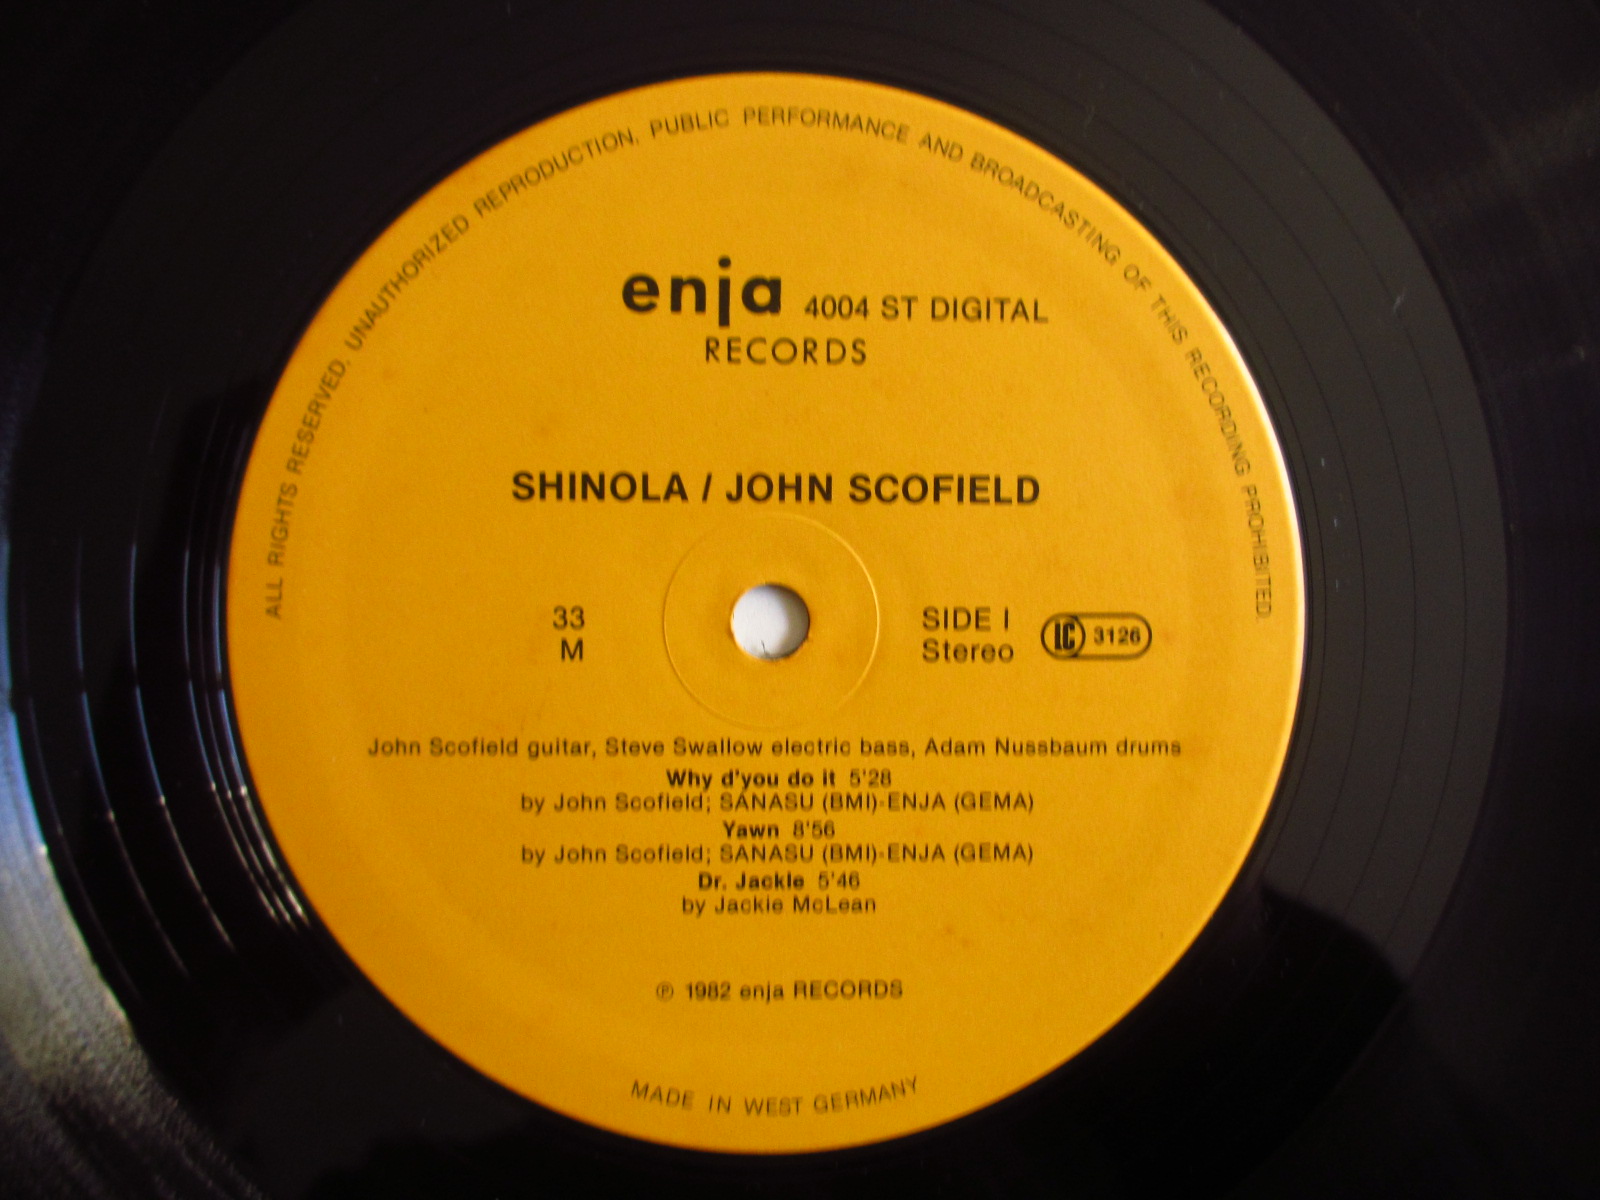 ALL RIGHTS RESERVED. UNAUTHORIZED REPRODUCTION, PUBLIC PERFORMANCE AND BROADCASTING OF THIS RECORDING PROHIBITED.
enja 4004 ST DIGITAL
RECORDS
SHINOLA / JOHN SCOFIELD
33
M
SIDE I
Stereo
LC 3126
John Scofield guitar, Steve Swallow electric bass, Adam Nussbaum drums
Why d'you do it 5'28
by John Scofield; SANASU (BMI)-ENJA (GEMA)
Yawn 8'56
by John Scofield; SANASU (BMI)-ENJA (GEMA)
Dr. Jackle 5'46
by Jackie McLean
℗ 1982 enja RECORDS
MADE IN WEST GERMANY